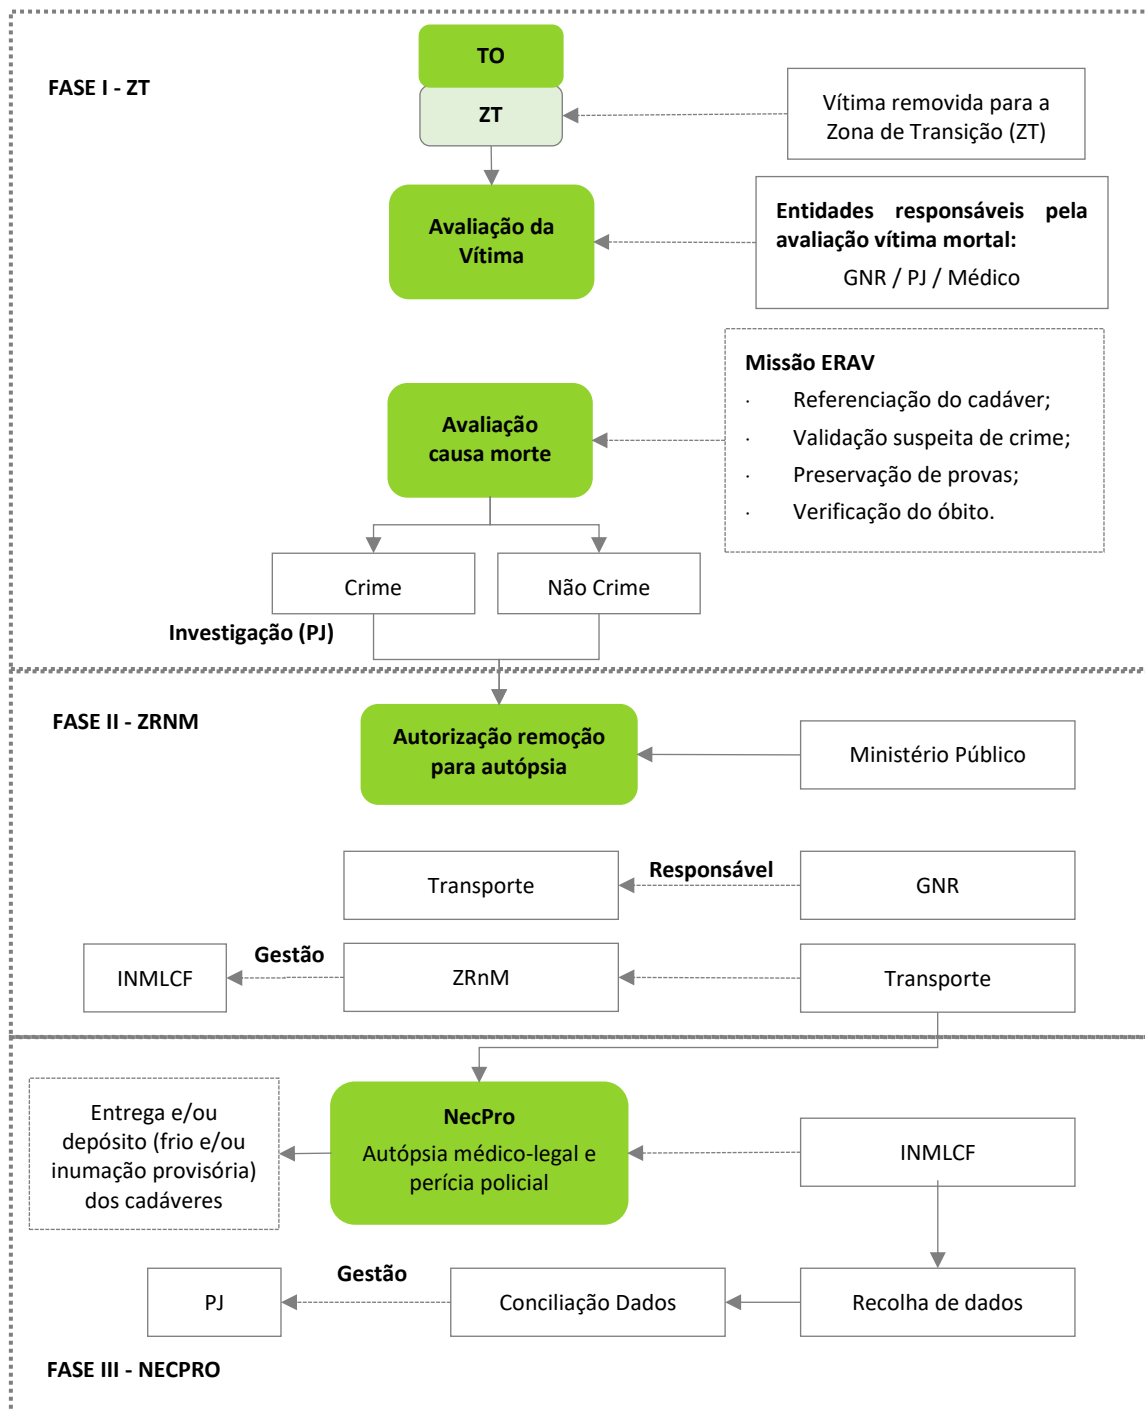 FASE I - ZT
TO
ZT
Vítima removida para a
Zona de Transição (ZT)
Avaliação da
Vítima
Entidades responsáveis pela
avaliação vítima mortal:
GNR / PJ / Médico
Avaliação
causa morte
Missão ERAV
· Referenciação do cadáver;
· Validação suspeita de crime;
· Preservação de provas;
· Verificação do óbito.
Crime
Não Crime
Investigação (PJ)
FASE II - ZRNM
Autorização remoção
para autópsia
Ministério Público
Transporte
Responsável
GNR
INMLCF
Gestão
ZRnM
Transporte
Entrega e/ou
depósito (frio e/ou
inumação provisória)
dos cadáveres
NecPro
Autópsia médico-legal e
perícia policial
INMLCF
PJ
Gestão
Conciliação Dados
Recolha de dados
FASE III - NECPRO